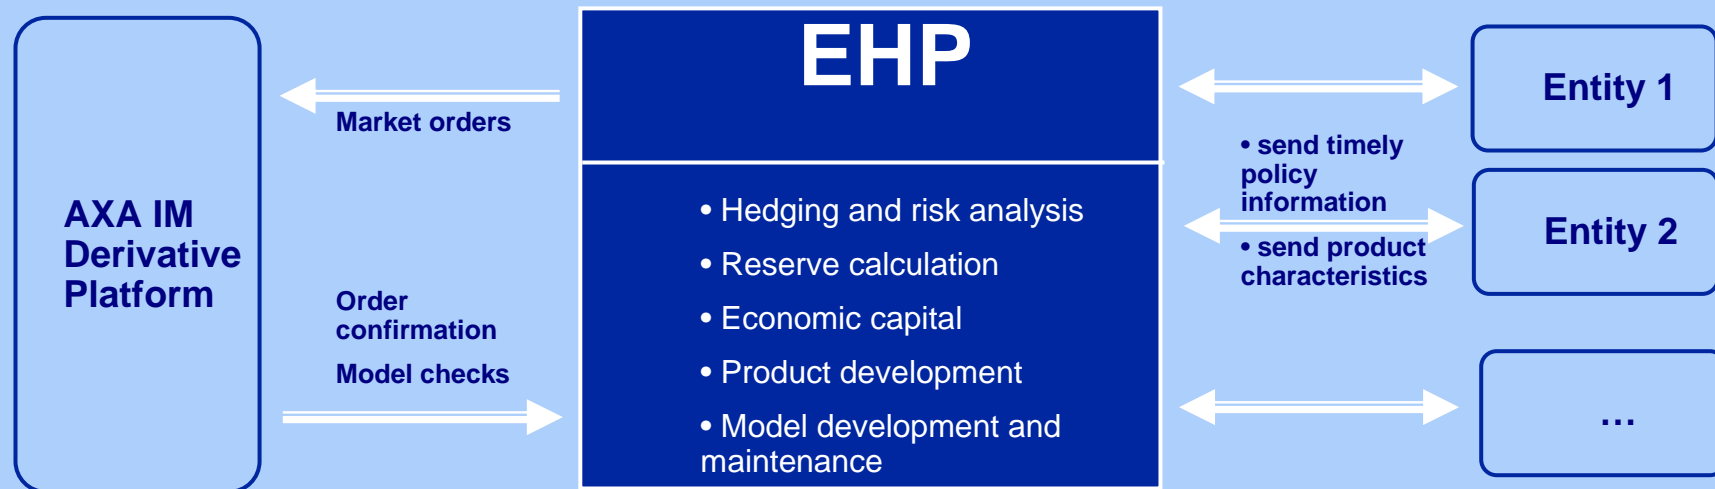 EHP
AXA IM
Derivative
Platform
Market orders
Order
confirmation
Model checks
• Hedging and risk analysis
• Reserve calculation
• Economic capital
• Product development
• Model development and
maintenance
• send timely
policy
information
• send product
characteristics
Entity 1
Entity 2
...